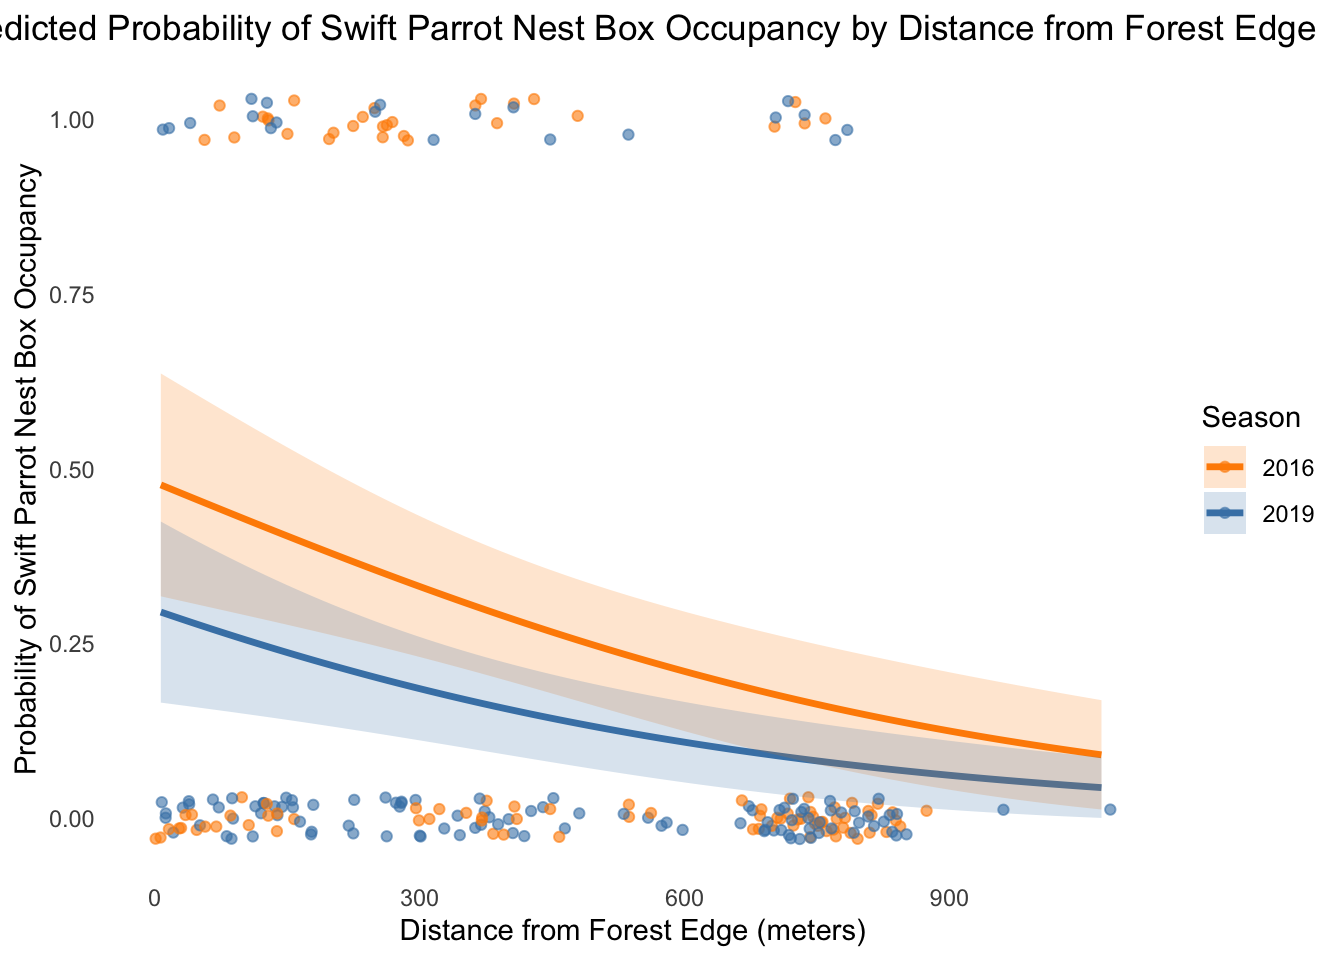 edicted Probability of Swift Parrot Nest Box Occupancy by Distance from Forest Edge
Probability of Swift Parrot Nest Box Occupancy
1.00
0.75
0.50
0.25
0.00
0 300 600 900
Distance from Forest Edge (meters)
Season
2016
2019